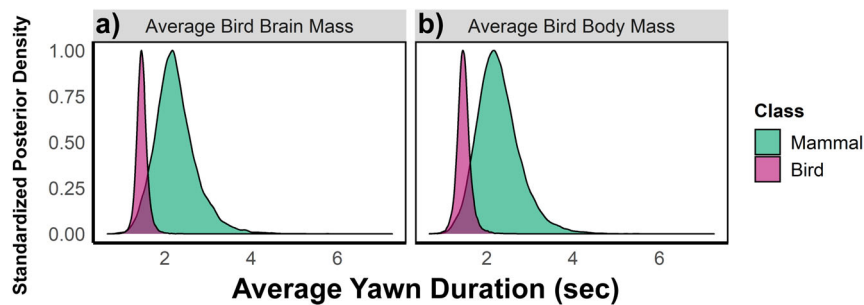 a) Average Bird Brain Mass
b) Average Bird Body Mass
Standardized Posterior Density
1.00
0.75
0.50
0.25
0.00
2 4 6
2 4 6
Average Yawn Duration (sec)
Class
Mammal
Bird